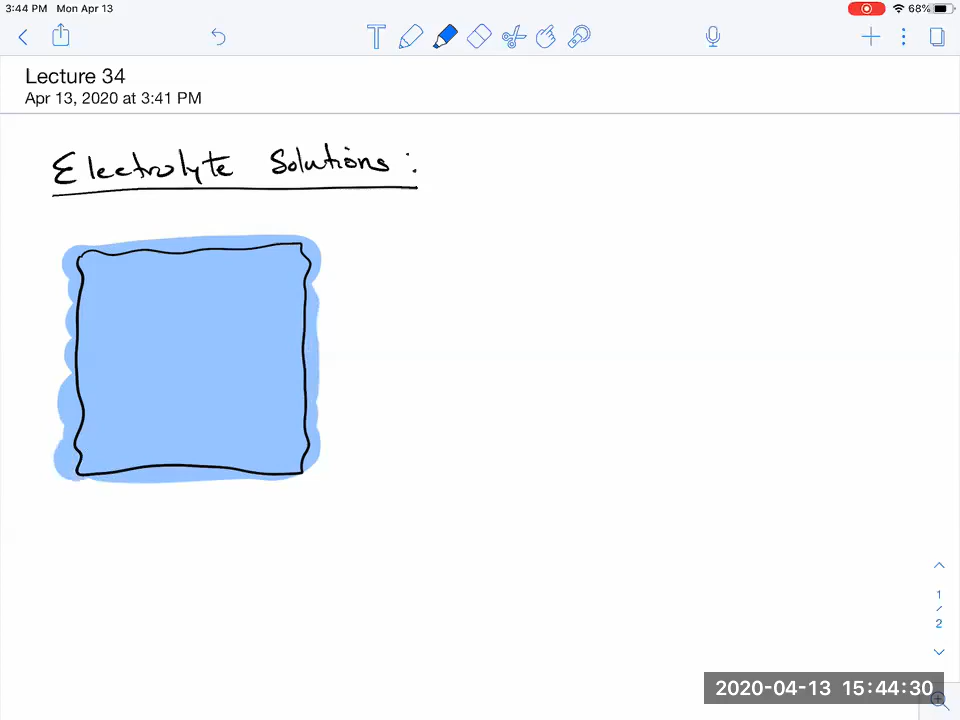 3:44 PM Mon Apr 13 68%
Lecture 34
Apr 13, 2020 at 3:41 PM
Electrolyte Solutions:
1
/
2
2020-04-13 15:44:30